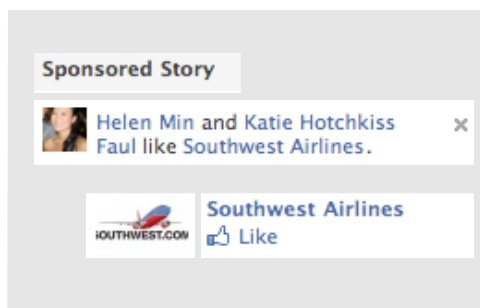 Sponsored Story
Helen Min and Katie Hotchkiss
Faul like Southwest Airlines.
SOUTHWEST.COM
Southwest Airlines
Like